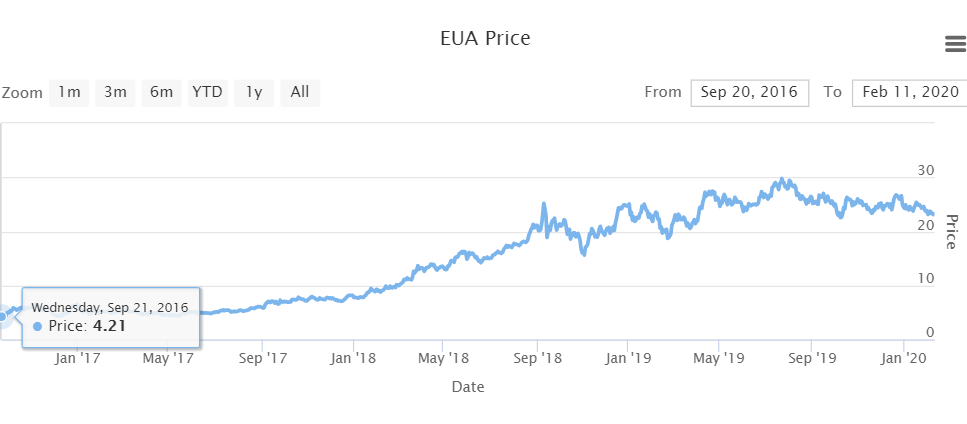 EUA Price
Zoom 1m 3m 6m YTD 1y All From Sep 20, 2016 To Feb 11, 2020
30
20
10
0
Price
Wednesday, Sep 21, 2016
● Price: 4.21
Jan '17 May '17 Sep '17 Jan '18 May '18 Sep '18 Jan '19 May '19 Sep '19 Jan '20
Date